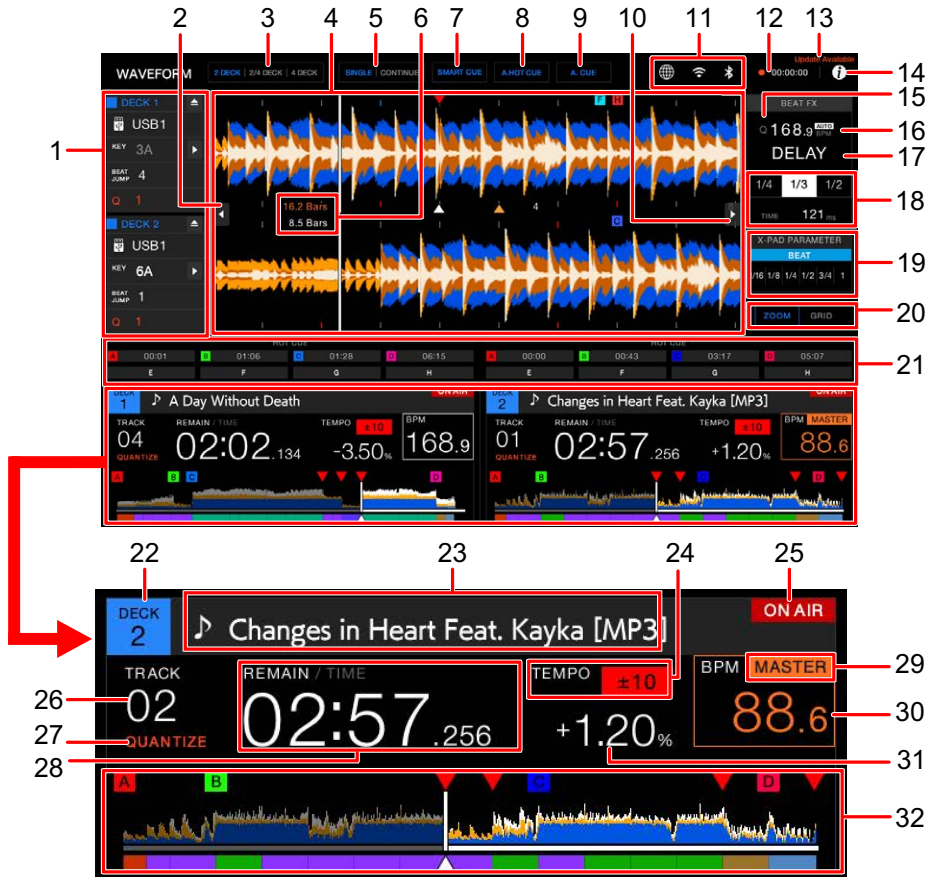 2 3 4 5 6 7 8 9 10 11 12 13
Update Available
WAVEFORM 2 DECK | 2/4 DECK | 4 DECK SINGLE | CONTINUE SMART CUE A.HOT CUE A. CUE 00:00:00 i 14
DECK 1 F H BEAT FX 15
USB1 Q 168.9 AUTO BPM 16
1 KEY 3A DELAY 17
BEAT JUMP 4 1/4 1/3 1/2 18
Q 1 16.2 Bars 4 TIME 121 ms
DECK 2 8.5 Bars C
USB1 X-PAD PARAMETER 19
BEAT
KEY 6A /16 1/8 1/4 1/2 3/4 1
BEAT JUMP 1
Q 1 ZOOM GRID 20
HOT CUE HOT CUE
A 00:01 B 01:06 C 01:28 D 06:15 A 00:00 B 00:43 C 03:17 D 05:07 21
E F G H E F G H
DECK 1 A Day Without Death ON AIR DECK 2 Changes in Heart Feat. Kayka [MP3] ON AIR
TRACK REMAIN / TIME TEMPO ±10 BPM TRACK REMAIN / TIME TEMPO ±10 BPM MASTER
04 02:02.134 -3.50% 168.9 01 02:57.256 +1.20% 88.6
QUANTIZE QUANTIZE
A B C D A B C D
22 23 24 25
DECK 2 Changes in Heart Feat. Kayka [MP3] ON AIR
TRACK REMAIN / TIME TEMPO ±10 BPM MASTER 29
26 02 02:57.256 +1.20% 88.6 30
27 QUANTIZE
28 31
A B C D
32